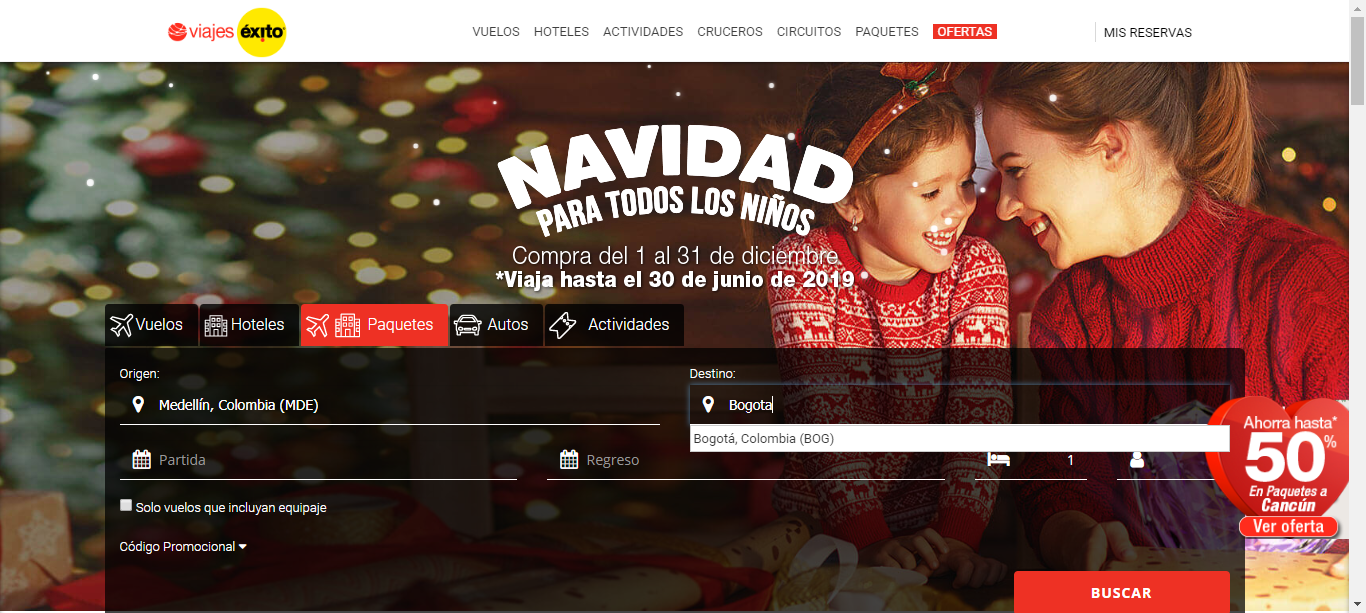 viajes éxito
VUELOS HOTELES ACTIVIDADES CRUCEROS CIRCUITOS PAQUETES OFERTAS MIS RESERVAS
NAVIDAD
PARA TODOS LOS NIÑOS
Compra del 1 al 31 de diciembre
*Viaja hasta el 30 de junio de 2019
Vuelos Hoteles Paquetes Autos Actividades
Origen: Destino:
Medellín, Colombia (MDE) Bogota
Bogotá, Colombia (BOG)
Partida Regreso 1
Solo vuelos que incluyan equipaje
Código Promocional
Ahorra hasta*
50%
En Paquetes a
Cancún
Ver oferta
BUSCAR